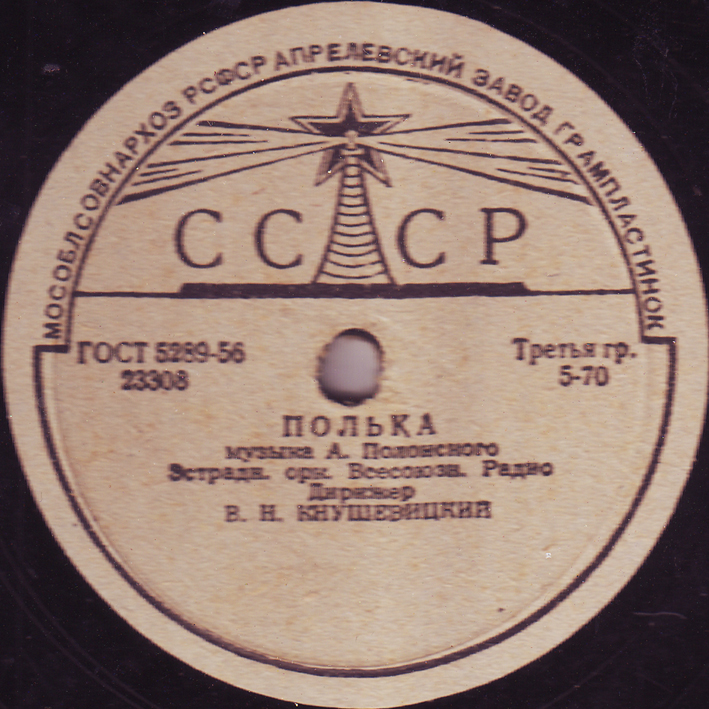 МОСОБЛСОВНАРХОЗ РСФСР АПРЕЛЕВСКИЙ ЗАВОД ГРАМПЛАСТИНОК
СССР
ГОСТ 5289-56
23308
Третья гр.
5-70
ПОЛЬКА
музыка А. Полонского
Эстрадн. орк. Всесоюзн. Радио
Дирижер
В. Н. КНУШЕВИЦКИЙ